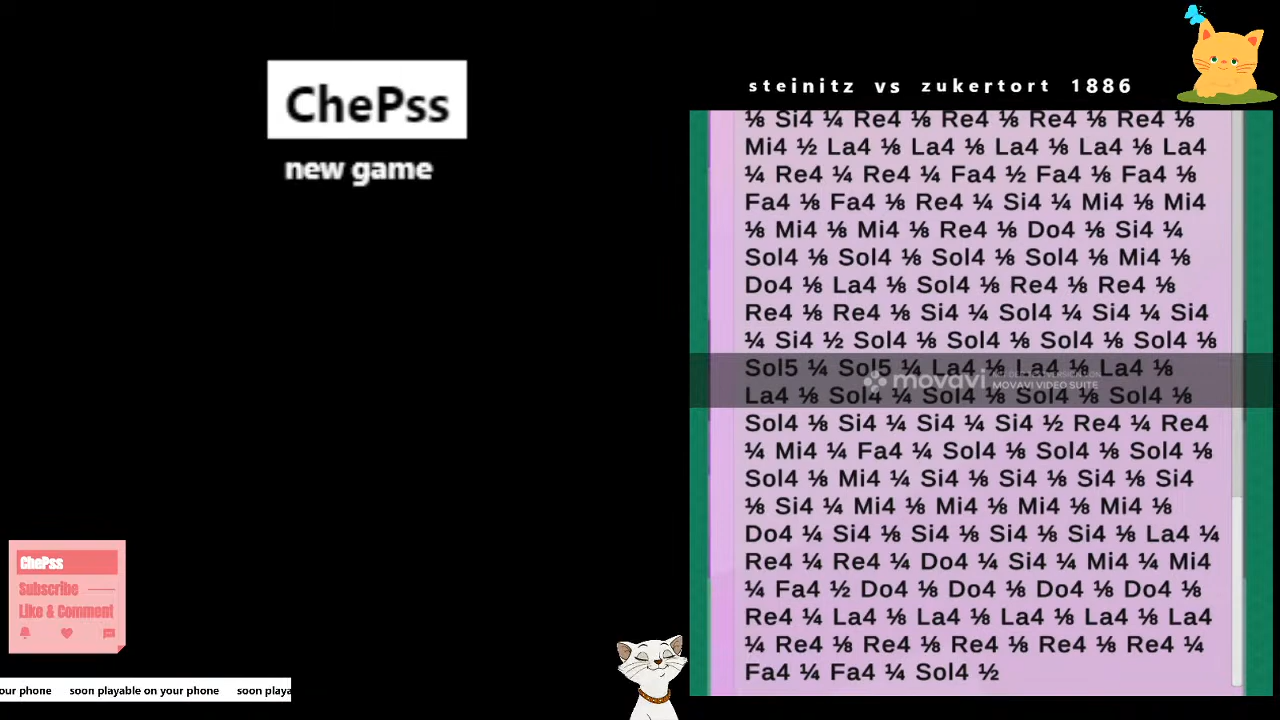 ChePss
new game
steinitz vs zukertort 1886
⅛ Si4 ¼ Re4 ⅛ Re4 ⅛ Re4 ⅛ Re4 ⅛
Mi4 ½ La4 ⅛ La4 ⅛ La4 ⅛ La4 ⅛ La4
¼ Re4 ¼ Re4 ¼ Fa4 ½ Fa4 ⅛ Fa4 ⅛
Fa4 ⅛ Fa4 ⅛ Re4 ¼ Si4 ¼ Mi4 ⅛ Mi4
⅛ Mi4 ⅛ Mi4 ⅛ Re4 ⅛ Do4 ⅛ Si4 ¼
Sol4 ⅛ Sol4 ⅛ Sol4 ⅛ Sol4 ⅛ Mi4 ⅛
Do4 ⅛ La4 ⅛ Sol4 ⅛ Re4 ⅛ Re4 ⅛
Re4 ⅛ Re4 ⅛ Si4 ¼ Sol4 ¼ Si4 ¼ Si4
¼ Si4 ½ Sol4 ⅛ Sol4 ⅛ Sol4 ⅛ Sol4 ⅛
Sol5 ¼ Sol5 ¼ La4 ⅛ La4 ⅛ La4 ⅛
La4 ⅛ Sol4 ¼ Sol4 ⅛ Sol4 ⅛ Sol4 ⅛
Sol4 ⅛ Si4 ¼ Si4 ¼ Si4 ½ Re4 ¼ Re4
¼ Mi4 ¼ Fa4 ¼ Sol4 ⅛ Sol4 ⅛ Sol4 ⅛
Sol4 ⅛ Mi4 ¼ Si4 ⅛ Si4 ⅛ Si4 ⅛ Si4
⅛ Si4 ¼ Mi4 ⅛ Mi4 ⅛ Mi4 ⅛ Mi4 ⅛
Do4 ¼ Si4 ⅛ Si4 ⅛ Si4 ⅛ Si4 ⅛ La4 ¼
Re4 ¼ Re4 ¼ Do4 ¼ Si4 ¼ Mi4 ¼ Mi4
¼ Fa4 ½ Do4 ⅛ Do4 ⅛ Do4 ⅛ Do4 ⅛
Re4 ¼ La4 ⅛ La4 ⅛ La4 ⅛ La4 ⅛ La4
¼ Re4 ⅛ Re4 ⅛ Re4 ⅛ Re4 ⅛ Re4 ¼
Fa4 ¼ Fa4 ¼ Sol4 ½
movavi
MOVAVI VIDEO SUITE
ChePss
Subscribe
Like & Comment
our phone soon playable on your phone soon playa